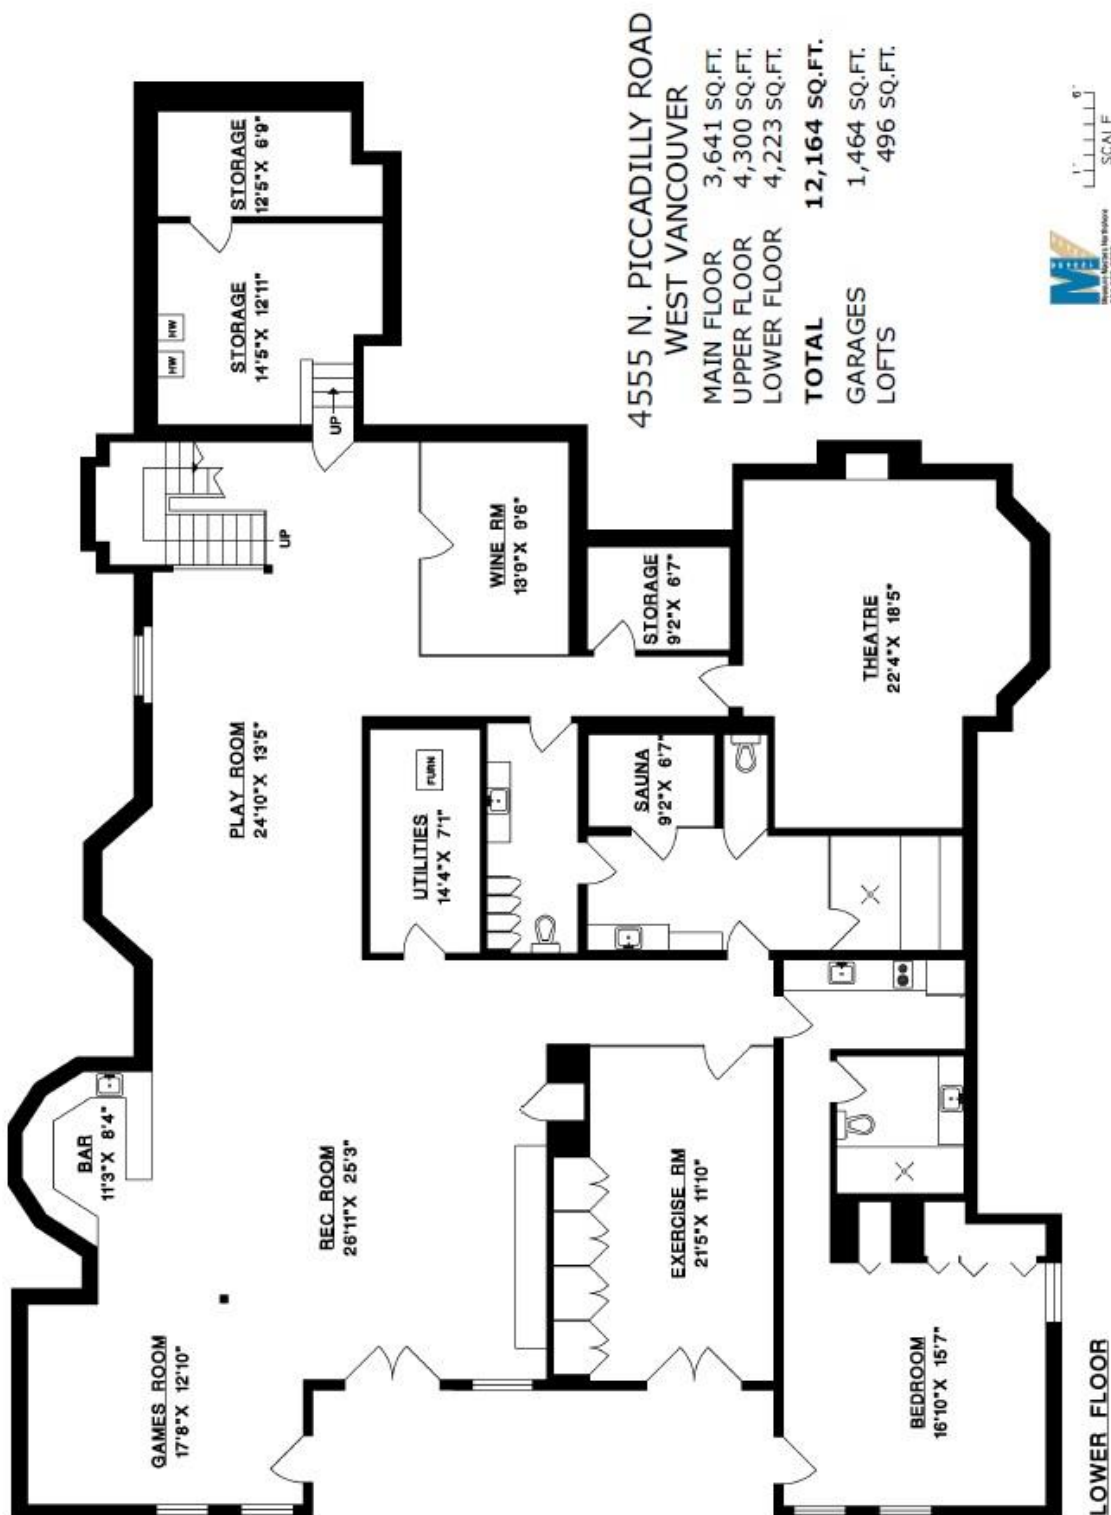 4555 N. PICCADILLY ROAD
WEST VANCOUVER
MAIN FLOOR 3,641 SQ.FT.
UPPER FLOOR 4,300 SQ.FT.
LOWER FLOOR 4,223 SQ.FT.
TOTAL 12,164 SQ.FT.
GARAGES 1,464 SQ.FT.
LOFTS 496 SQ.FT.
1' 6'
SCALE
STORAGE
12'5"X 6'9"
STORAGE
14'5"X 12'11"
HW
HW
UP
UP
WINE RM
13'9"X 9'6"
STORAGE
9'2"X 6'7"
THEATRE
22'4"X 18'5"
PLAY ROOM
24'10"X 13'5"
UTILITIES
14'4"X 7'1"
FURN
SAUNA
9'2"X 6'7"
BAR
11'3"X 8'4"
REC ROOM
26'11"X 25'3"
EXERCISE RM
21'5"X 11'10"
GAMES ROOM
17'8"X 12'10"
BEDROOM
16'10"X 15'7"
LOWER FLOOR